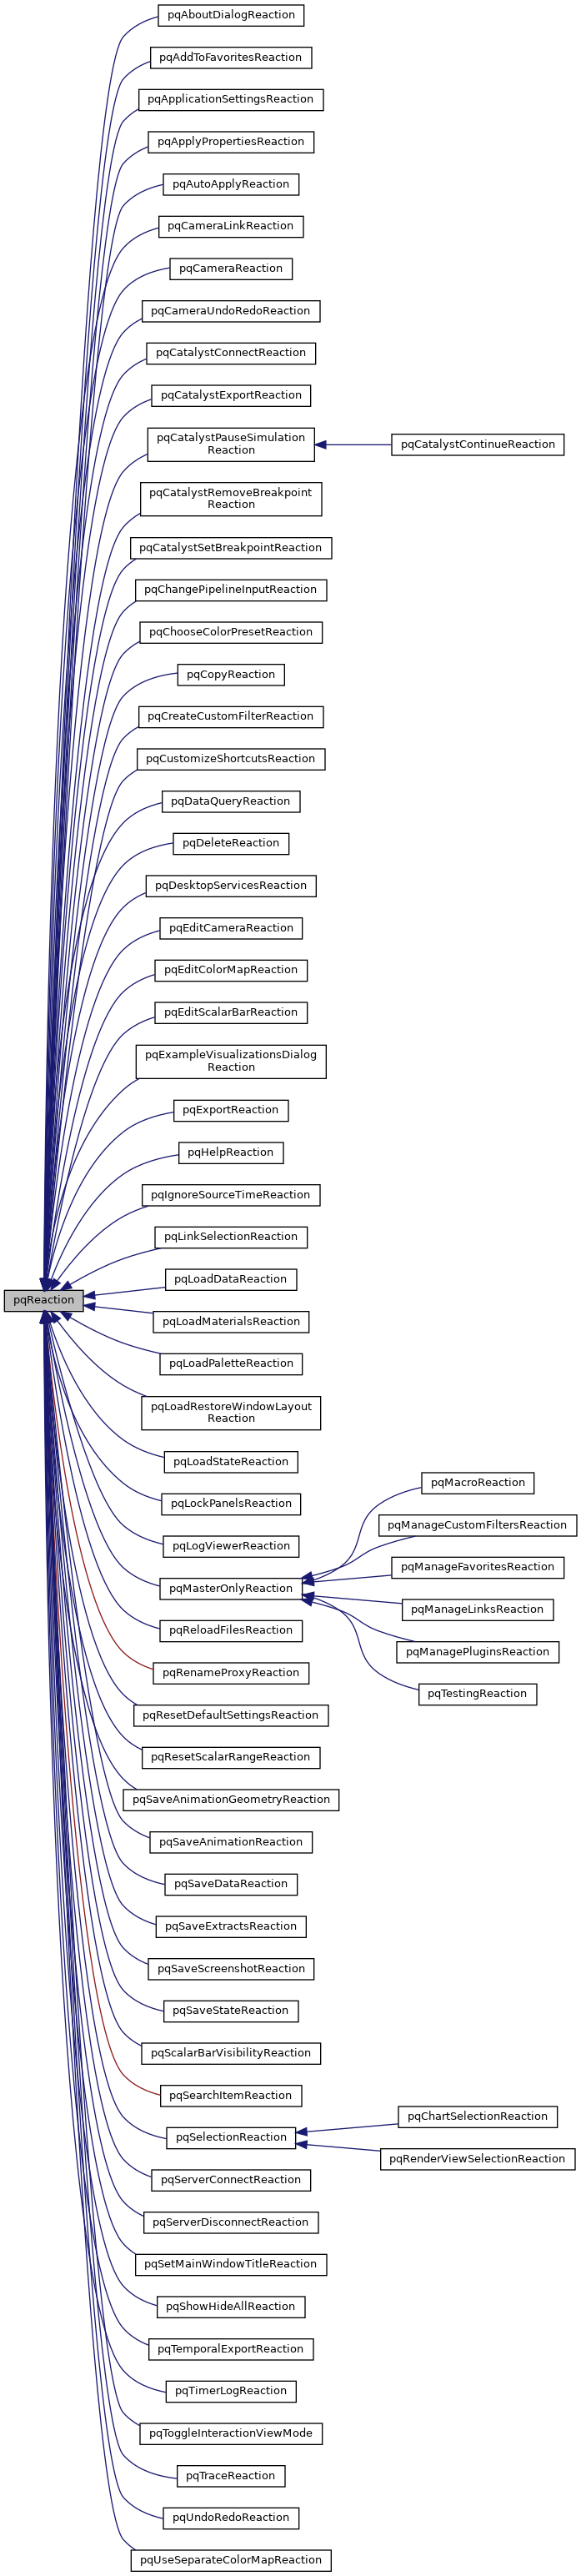 pqAboutDialogReaction
pqAddToFavoritesReaction
pqApplicationSettingsReaction
pqApplyPropertiesReaction
pqAutoApplyReaction
pqCameraLinkReaction
pqCameraReaction
pqCameraUndoRedoReaction
pqCatalystConnectReaction
pqCatalystExportReaction
pqCatalystPauseSimulation
Reaction
pqCatalystContinueReaction
pqCatalystRemoveBreakpoint
Reaction
pqCatalystSetBreakpointReaction
pqChangePipelineInputReaction
pqChooseColorPresetReaction
pqCopyReaction
pqCreateCustomFilterReaction
pqCustomizeShortcutsReaction
pqDataQueryReaction
pqDeleteReaction
pqDesktopServicesReaction
pqEditCameraReaction
pqEditColorMapReaction
pqEditScalarBarReaction
pqExampleVisualizationsDialog
Reaction
pqExportReaction
pqHelpReaction
pqIgnoreSourceTimeReaction
pqLinkSelectionReaction
pqLoadDataReaction
pqReaction
pqLoadMaterialsReaction
pqLoadPaletteReaction
pqLoadRestoreWindowLayout
Reaction
pqLoadStateReaction
pqLockPanelsReaction
pqLogViewerReaction
pqMasterOnlyReaction
pqMacroReaction
pqManageCustomFiltersReaction
pqManageFavoritesReaction
pqManageLinksReaction
pqManagePluginsReaction
pqTestingReaction
pqReloadFilesReaction
pqRenameProxyReaction
pqResetDefaultSettingsReaction
pqResetScalarRangeReaction
pqSaveAnimationGeometryReaction
pqSaveAnimationReaction
pqSaveDataReaction
pqSaveExtractsReaction
pqSaveScreenshotReaction
pqSaveStateReaction
pqScalarBarVisibilityReaction
pqSearchItemReaction
pqSelectionReaction
pqChartSelectionReaction
pqRenderViewSelectionReaction
pqServerConnectReaction
pqServerDisconnectReaction
pqSetMainWindowTitleReaction
pqShowHideAllReaction
pqTemporalExportReaction
pqTimerLogReaction
pqToggleInteractionViewMode
pqTraceReaction
pqUndoRedoReaction
pqUseSeparateColorMapReaction